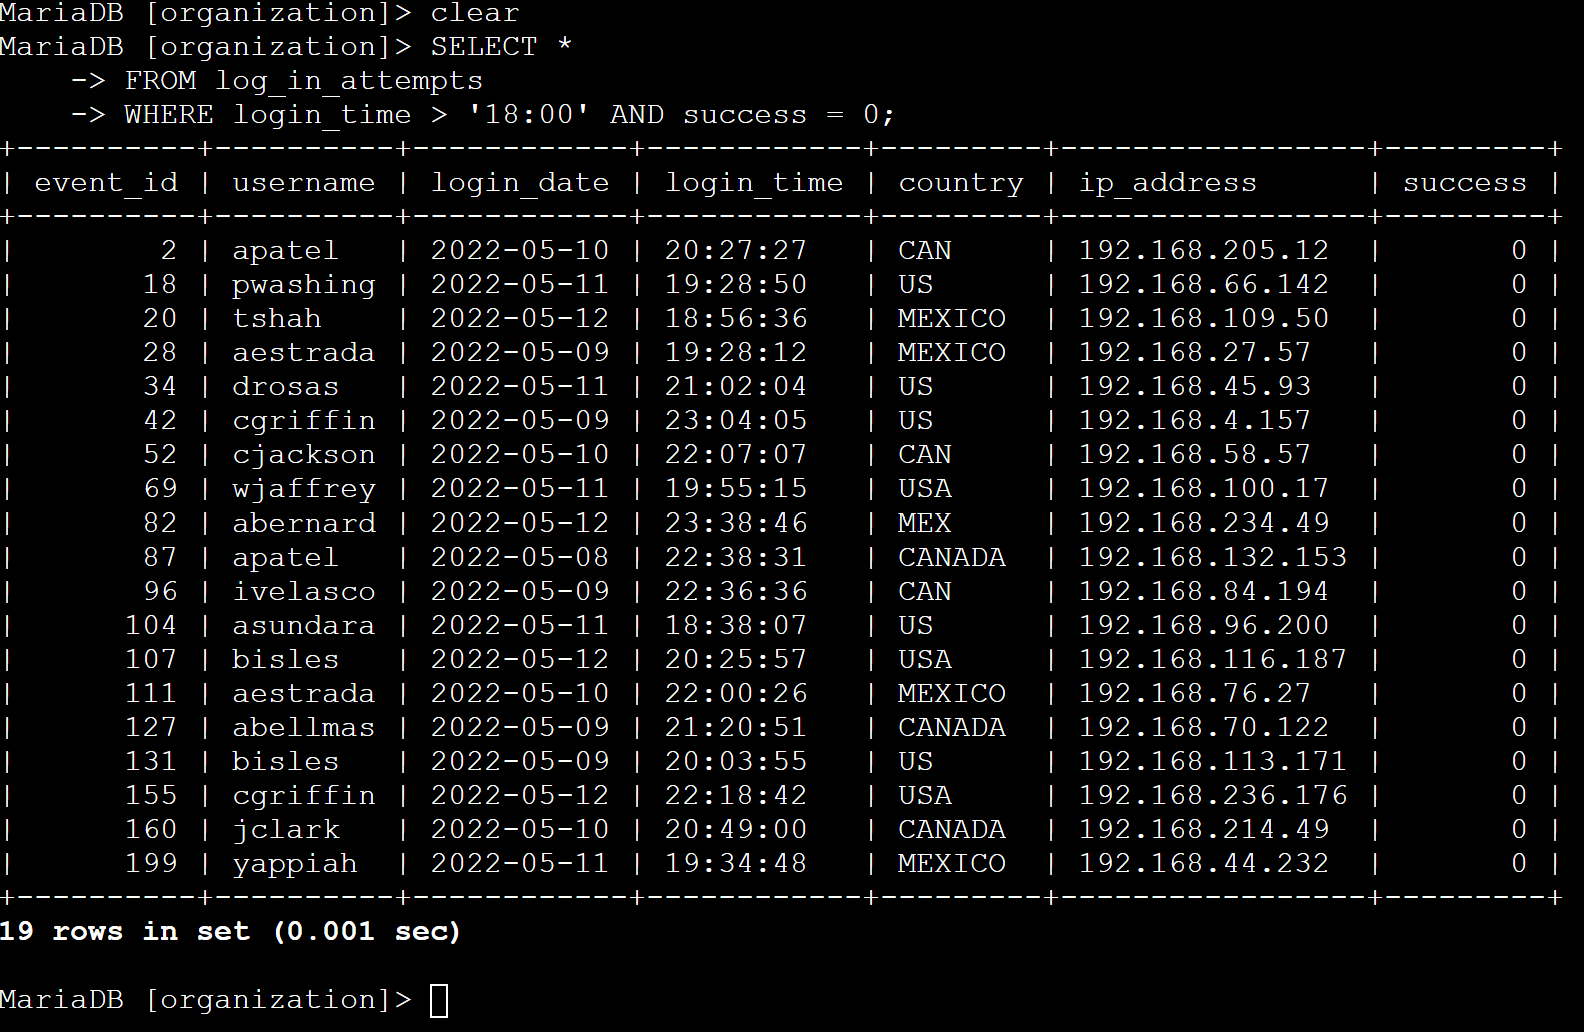 MariaDB [organization]> clear
MariaDB [organization]> SELECT *
    -> FROM log_in_attempts
    -> WHERE login_time > '18:00' AND success = 0;
+----------+----------+------------+------------+---------+-----------------+---------+
| event_id | username | login_date | login_time | country | ip_address      | success |
+----------+----------+------------+------------+---------+-----------------+---------+
|        2 | apatel   | 2022-05-10 | 20:27:27   | CAN     | 192.168.205.12  |       0 |
|       18 | pwashing | 2022-05-11 | 19:28:50   | US      | 192.168.66.142  |       0 |
|       20 | tshah    | 2022-05-12 | 18:56:36   | MEXICO  | 192.168.109.50  |       0 |
|       28 | aestrada | 2022-05-09 | 19:28:12   | MEXICO  | 192.168.27.57   |       0 |
|       34 | drosas   | 2022-05-11 | 21:02:04   | US      | 192.168.45.93   |       0 |
|       42 | cgriffin | 2022-05-09 | 23:04:05   | US      | 192.168.4.157   |       0 |
|       52 | cjackson | 2022-05-10 | 22:07:07   | CAN     | 192.168.58.57   |       0 |
|       69 | wjaffrey | 2022-05-11 | 19:55:15   | USA     | 192.168.100.17  |       0 |
|       82 | abernard | 2022-05-12 | 23:38:46   | MEX     | 192.168.234.49  |       0 |
|       87 | apatel   | 2022-05-08 | 22:38:31   | CANADA  | 192.168.132.153 |       0 |
|       96 | ivelasco | 2022-05-09 | 22:36:36   | CAN     | 192.168.84.194  |       0 |
|      104 | asundara | 2022-05-11 | 18:38:07   | US      | 192.168.96.200  |       0 |
|      107 | bisles   | 2022-05-12 | 20:25:57   | USA     | 192.168.116.187 |       0 |
|      111 | aestrada | 2022-05-10 | 22:00:26   | MEXICO  | 192.168.76.27   |       0 |
|      127 | abellmas | 2022-05-09 | 21:20:51   | CANADA  | 192.168.70.122  |       0 |
|      131 | bisles   | 2022-05-09 | 20:03:55   | US      | 192.168.113.171 |       0 |
|      155 | cgriffin | 2022-05-12 | 22:18:42   | USA     | 192.168.236.176 |       0 |
|      160 | jclark   | 2022-05-10 | 20:49:00   | CANADA  | 192.168.214.49  |       0 |
|      199 | yappiah  | 2022-05-11 | 19:34:48   | MEXICO  | 192.168.44.232  |       0 |
+----------+----------+------------+------------+---------+-----------------+---------+
19 rows in set (0.001 sec)
MariaDB [organization]>